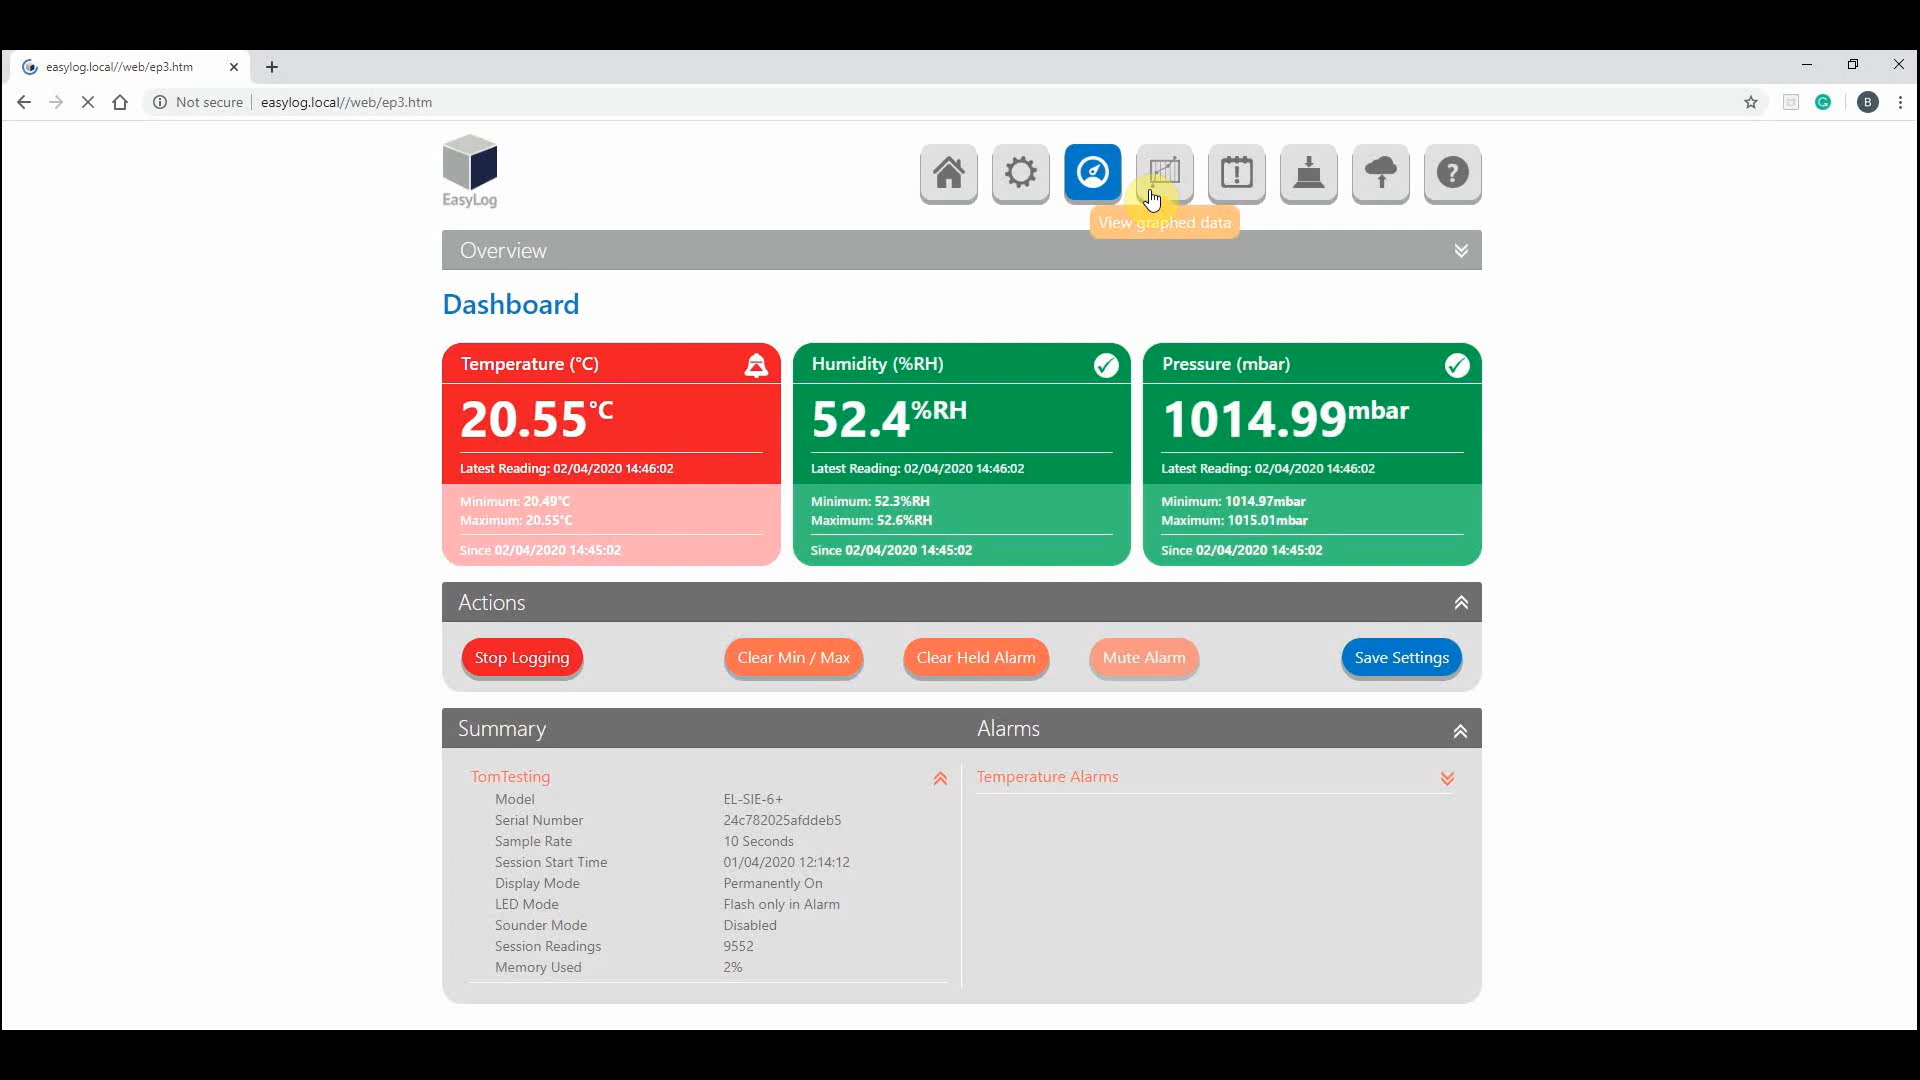 easylog.local//web/ep3.htm
Not secure easylog.local//web/ep3.htm B
EasyLog
View graphed data
Overview
Dashboard
Temperature (°C)
20.55°C
Latest Reading: 02/04/2020 14:46:02
Minimum: 20.49°C
Maximum: 20.55°C
Since 02/04/2020 14:45:02
Humidity (%RH)
52.4%RH
Latest Reading: 02/04/2020 14:46:02
Minimum: 52.3%RH
Maximum: 52.6%RH
Since 02/04/2020 14:45:02
Pressure (mbar)
1014.99mbar
Latest Reading: 02/04/2020 14:46:02
Minimum: 1014.97mbar
Maximum: 1015.01mbar
Since 02/04/2020 14:45:02
Actions
Stop Logging Clear Min / Max Clear Held Alarm Mute Alarm Save Settings
Summary Alarms
TomTesting
Model EL-SIE-6+
Serial Number 24c782025afddeb5
Sample Rate 10 Seconds
Session Start Time 01/04/2020 12:14:12
Display Mode Permanently On
LED Mode Flash only in Alarm
Sounder Mode Disabled
Session Readings 9552
Memory Used 2%
Temperature Alarms